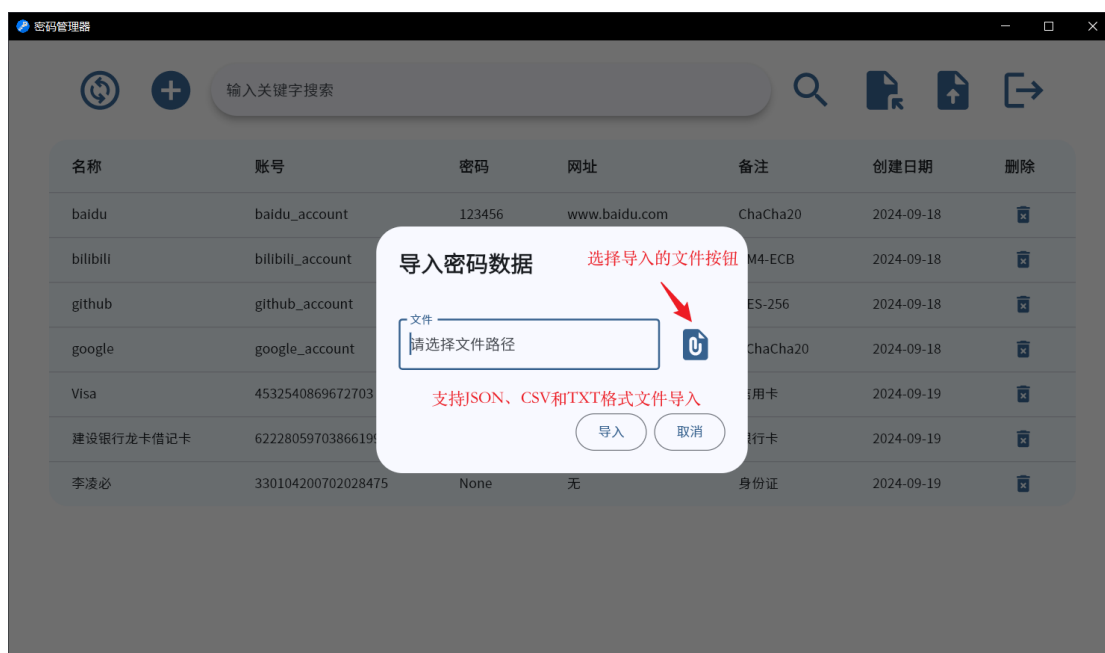 密码管理器
输入关键字搜索
名称 账号 密码 网址 备注 创建日期 删除
baidu baidu_account 123456 www.baidu.com ChaCha20 2024-09-18
bilibili bilibili_account M4-ECB 2024-09-18
github github_account ES-256 2024-09-18
google google_account ChaCha20 2024-09-18
Visa 4532540869672703 用卡 2024-09-19
建设银行龙卡借记卡 622280597038661 行卡 2024-09-19
李凌必 330104200702028475 None 无 身份证 2024-09-19
导入密码数据
选择导入的文件按钮
文件
请选择文件路径
支持JSON、CSV和TXT格式文件导入
导入 取消